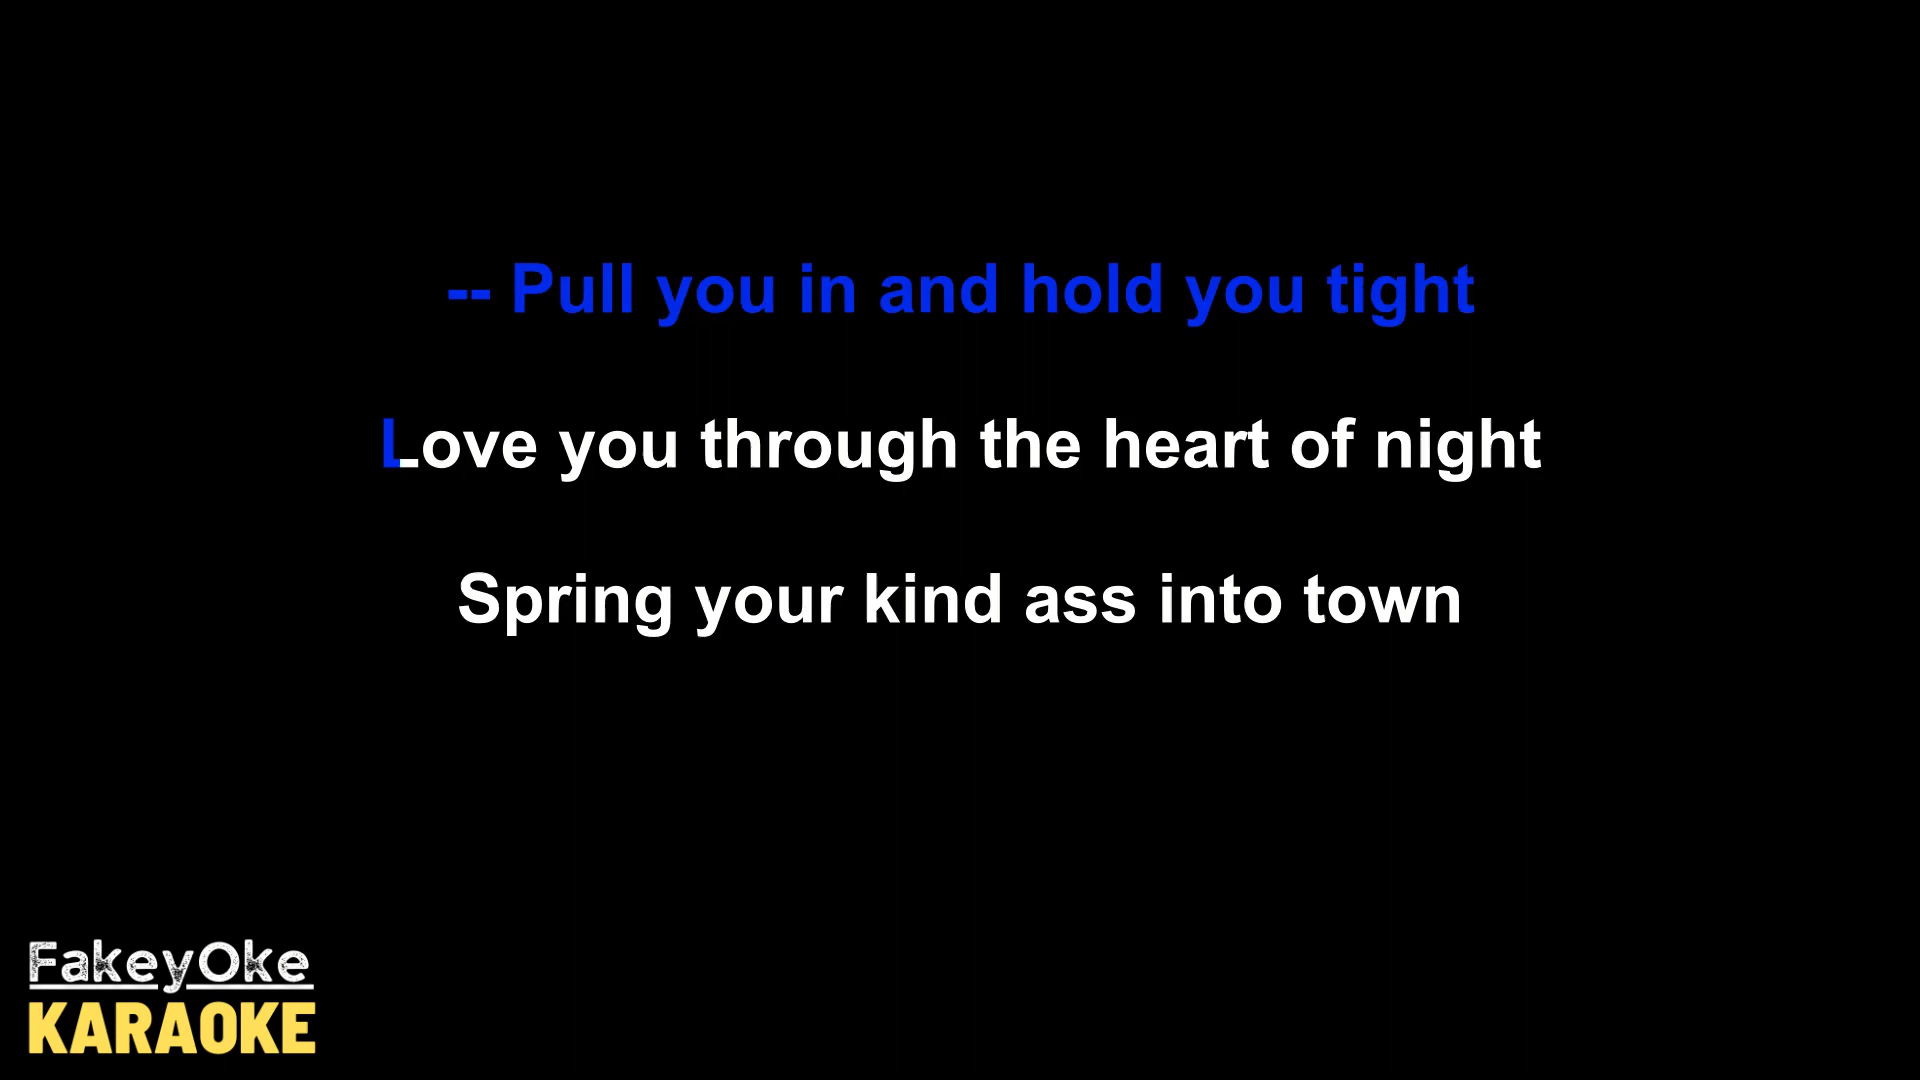 -- Pull you in and hold you tight
Love you through the heart of night
Spring your kind ass into town
FakeyOke
KARAOKE